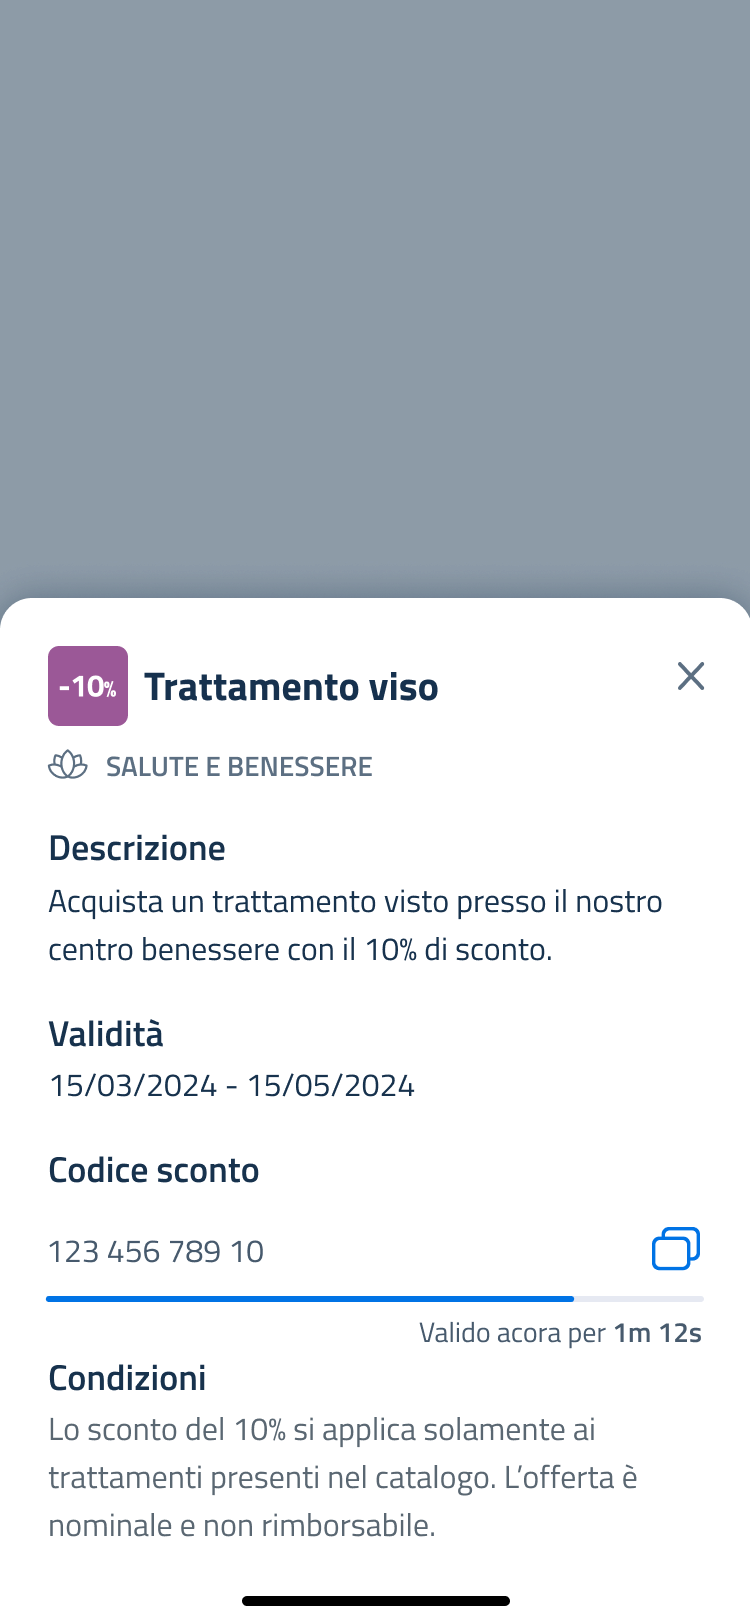 -10%
Trattamento viso
SALUTE E BENESSERE
Descrizione
Acquista un trattamento visto presso il nostro
centro benessere con il 10% di sconto.
Validità
15/03/2024 - 15/05/2024
Codice sconto
123 456 789 10
Valido acora per 1m 12s
Condizioni
Lo sconto del 10% si applica solamente ai
trattamenti presenti nel catalogo. L’offerta è
nominale e non rimborsabile.